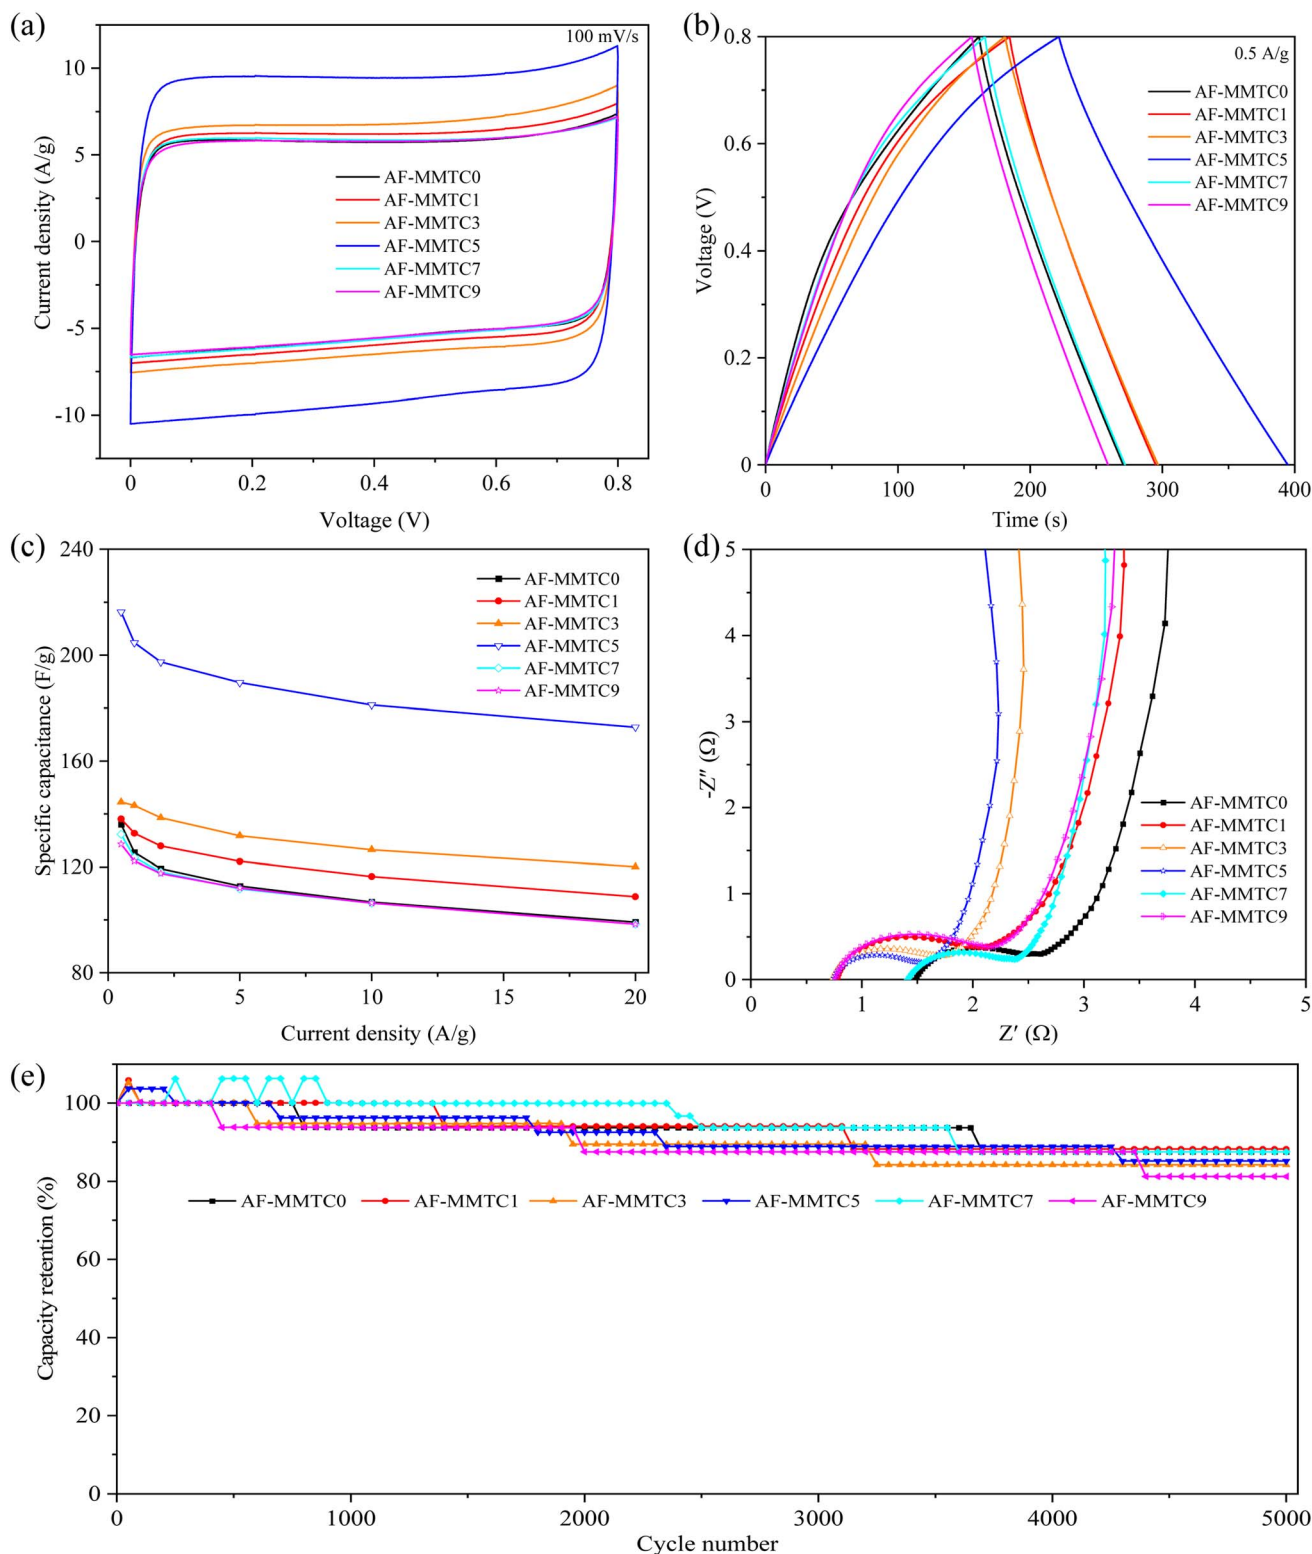 (a)
100 mV/s
10
5
0
-5
-10
Current density (A/g)
AF-MMTC0
AF-MMTC1
AF-MMTC3
AF-MMTC5
AF-MMTC7
AF-MMTC9
0
0.2
0.4
0.6
0.8
Voltage (V)
(b)
0.5 A/g
0.8
0.6
0.4
0.2
0
Voltage (V)
AF-MMTC0
AF-MMTC1
AF-MMTC3
AF-MMTC5
AF-MMTC7
AF-MMTC9
0
100
200
300
400
Time (s)
(c)
240
200
160
120
80
Specific capacitance (F/g)
AF-MMTC0
AF-MMTC1
AF-MMTC3
AF-MMTC5
AF-MMTC7
AF-MMTC9
0
5
10
15
20
Current density (A/g)
(d)
5
4
3
2
1
0
-Z″ (Ω)
AF-MMTC0
AF-MMTC1
AF-MMTC3
AF-MMTC5
AF-MMTC7
AF-MMTC9
0
1
2
3
4
5
Z′ (Ω)
(e)
100
80
60
40
20
0
Capacity retention (%)
AF-MMTC0 AF-MMTC1 AF-MMTC3 AF-MMTC5 AF-MMTC7 AF-MMTC9
0
1000
2000
3000
4000
5000
Cycle number